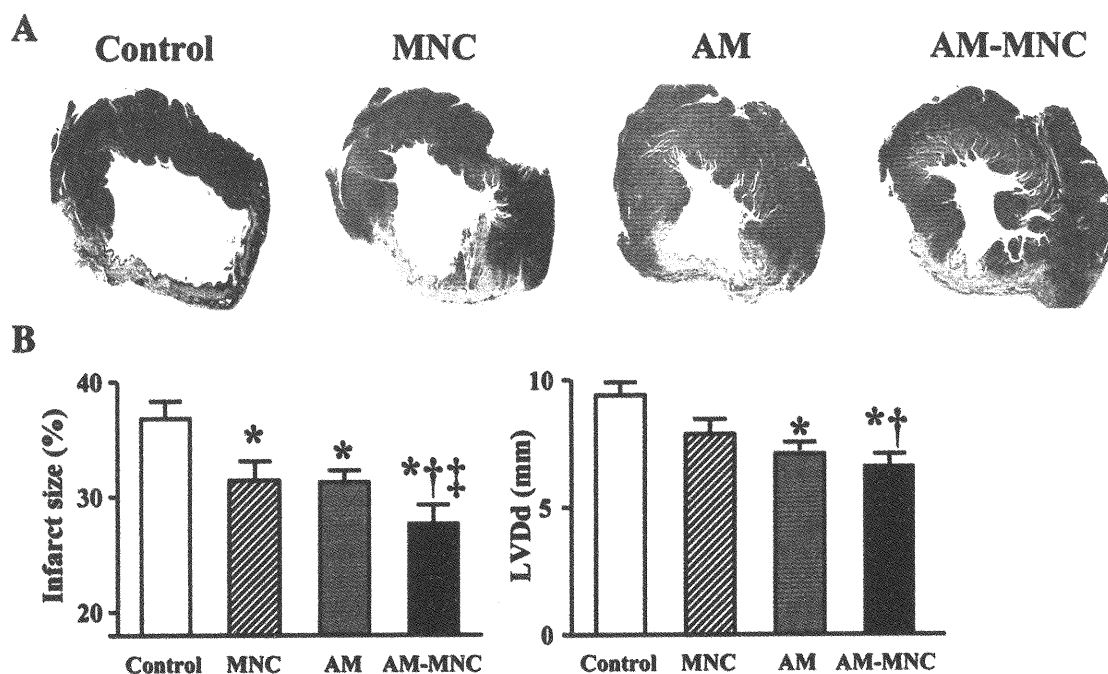 A
Control MNC AM AM-MNC
B
Infarct size (%)
40
30
20
* * *†‡
Control MNC AM AM-MNC
LVDd (mm)
10
5
0
* *†
Control MNC AM AM-MNC